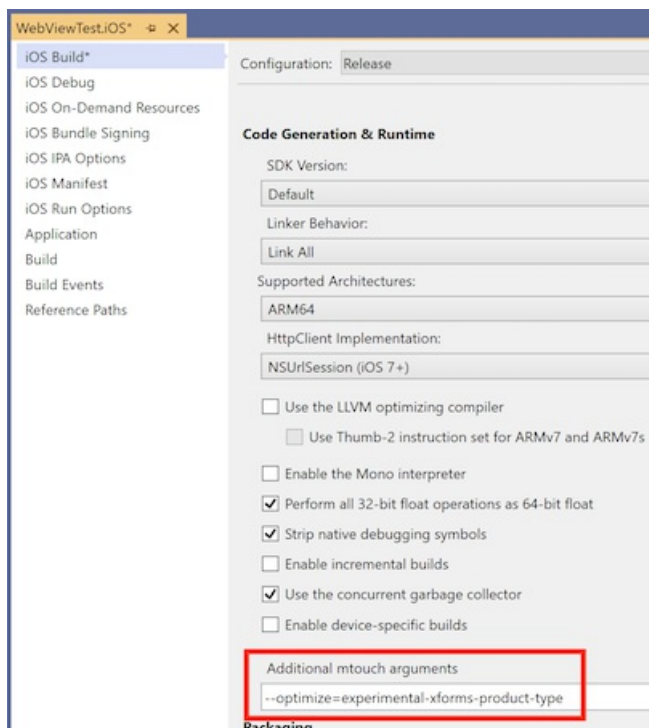 WebViewTest.iOS*
iOS Build*
iOS Debug
iOS On-Demand Resources
iOS Bundle Signing
iOS IPA Options
iOS Manifest
iOS Run Options
Application
Build
Build Events
Reference Paths
Configuration: Release
Code Generation & Runtime
SDK Version:
Default
Linker Behavior:
Link All
Supported Architectures:
ARM64
HttpClient Implementation:
NSUrlSession (iOS 7+)
Use the LLVM optimizing compiler
Use Thumb-2 instruction set for ARMv7 and ARMv7s
Enable the Mono interpreter
Perform all 32-bit float operations as 64-bit float
Strip native debugging symbols
Enable incremental builds
Use the concurrent garbage collector
Enable device-specific builds
Additional mtouch arguments
--optimize=experimental-xforms-product-type
Packaging